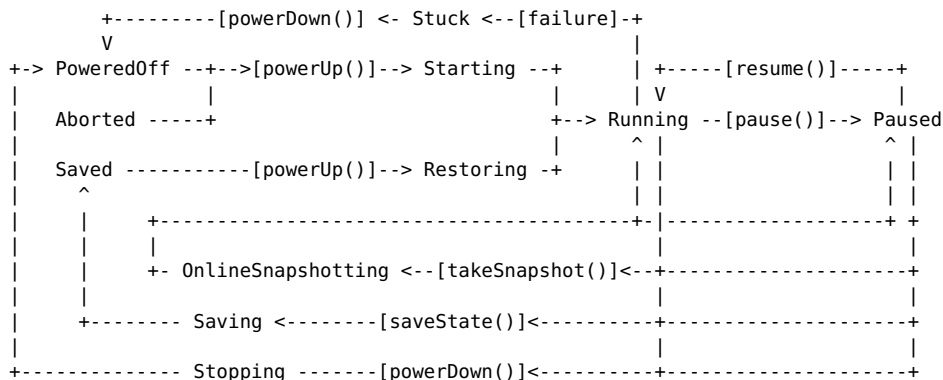 +---------[powerDown()] <- Stuck <--[failure]-+
V |
+-> PoweredOff --+-->[powerUp()]--> Starting --+ | +-----[resume()]-----+
| | | | V |
| Aborted -----+ +--> Running --[pause()]--> Paused
| | ^ | ^ |
| Saved -----------[powerUp()]--> Restoring -+ | | | |
| ^ | | | |
| | +-----------------------------------------+-|-------------------+ +
| | | | |
| | +- OnlineSnapshotting <--[takeSnapshot()]<--+---------------------+
| | | |
| +-------- Saving <--------[saveState()]<----------+---------------------+
| | |
+-------------- Stopping -------[powerDown()]<----------+---------------------+